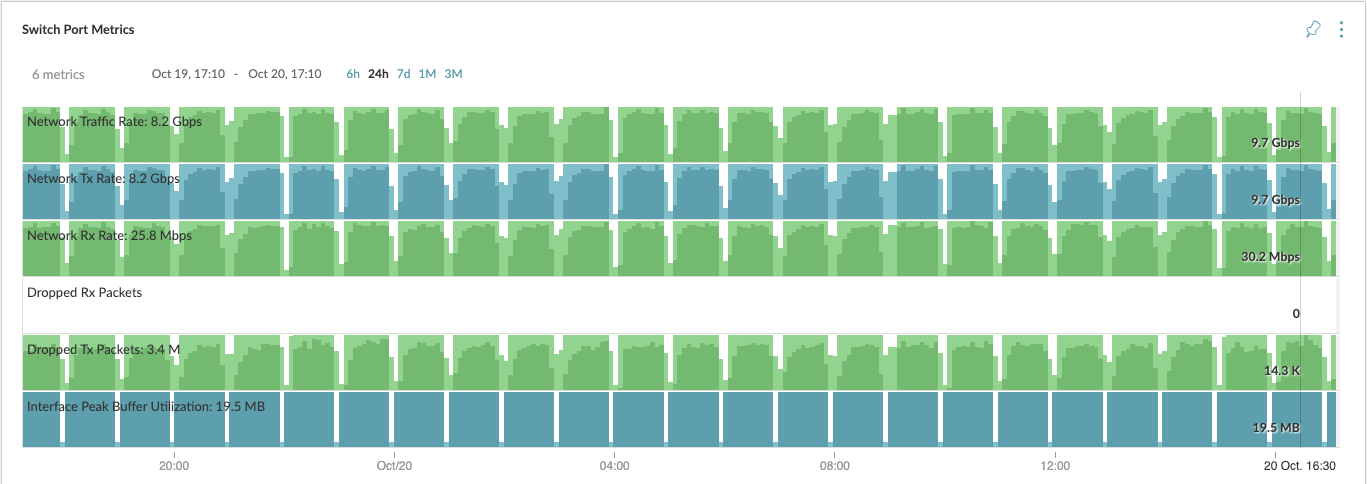 Switch Port Metrics
6 metrics Oct 19, 17:10 - Oct 20, 17:10 6h 24h 7d 1M 3M
Network Traffic Rate: 8.2 Gbps
9.7 Gbps
Network Tx Rate: 8.2 Gbps
9.7 Gbps
Network Rx Rate: 25.8 Mbps
30.2 Mbps
Dropped Rx Packets
0
Dropped Tx Packets: 3.4 M
14.3 K
Interface Peak Buffer Utilization: 19.5 MB
19.5 MB
20:00 Oct/20 04:00 08:00 12:00 20 Oct. 16:30